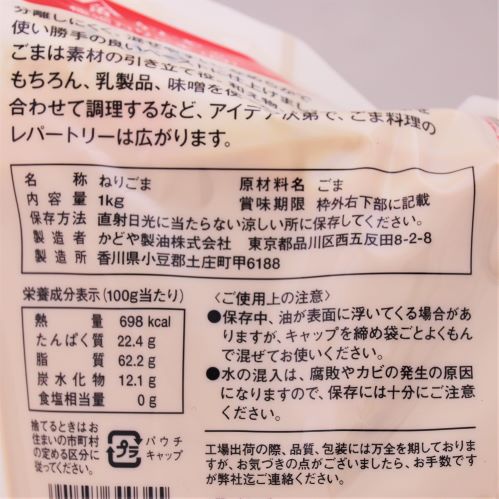 分離しにくく、
使い勝手の良い
ごまは素材の引き立て役
もちろん、乳製品、味噌を
合わせて調理するなど、アイデア次第で、ごま料理の
レパートリーは広がります。
名 称 ねりごま 原材料名 ごま
内 容 量 1kg 賞味期限 枠外右下部に記載
保存方法 直射日光に当たらない涼しい所に保存してください。
製 造 者 かどや製油株式会社 東京都品川区西五反田8-2-8
製 造 所 香川県小豆郡土庄町甲6188
栄養成分表示(100g当たり)
熱 量 698 kcal
たんぱく質 22.4 g
脂 質 62.2 g
炭水化物 12.1 g
食塩相当量 0 g
〈ご使用上の注意〉
●保存中、油が表面に浮いてくる場合があ
りますが、キャップを締め袋ごとよくもん
で混ぜてお使いください。
●水の混入は、腐敗やカビの発生の原因
になりますので、保存には十分にご注意
ください。
捨てるときはお
住まいの市町村
の定める区分に
従ってください。
プラ
パウチ
キャップ
工場出荷の際、品質、包装には万全を期しております
が、お気づきの点がございましたら、お手数です
が弊社迄ご連絡ください。